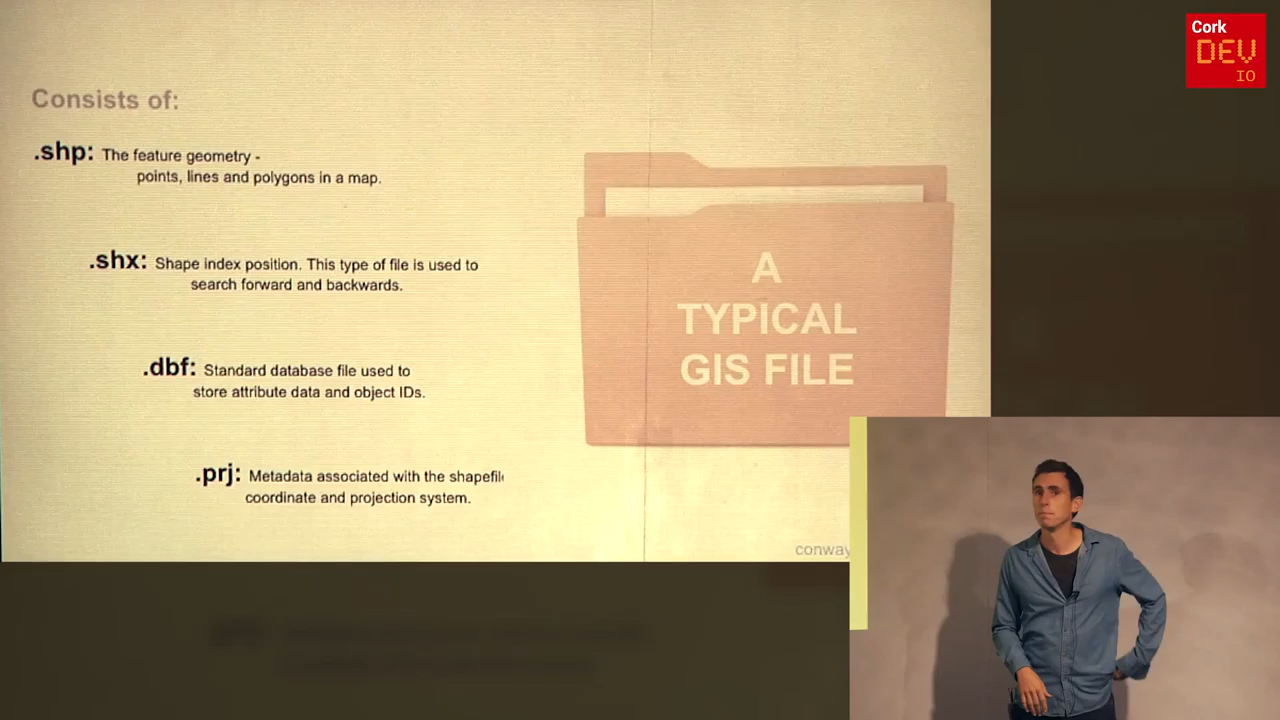 Cork
DEV
IO
Consists of:
.shp: The feature geometry -
points, lines and polygons in a map.
.shx: Shape index position. This type of file is used to
search forward and backwards.
.dbf: Standard database file used to
store attribute data and object IDs.
.prj: Metadata associated with the
coordinate and projection system.
A
TYPICAL
GIS FILE
conway